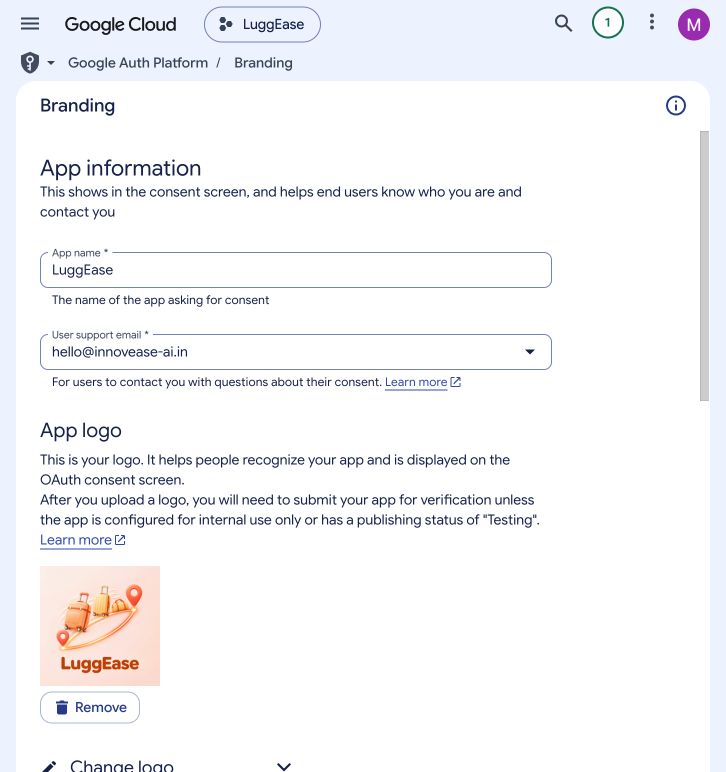 Google Cloud
LuggEase
1
M
Google Auth Platform / Branding
Branding
App information
This shows in the consent screen, and helps end users know who you are and
contact you
App name *
LuggEase
The name of the app asking for consent
User support email *
hello@innovease-ai.in
For users to contact you with questions about their consent. Learn more
App logo
This is your logo. It helps people recognize your app and is displayed on the
OAuth consent screen.
After you upload a logo, you will need to submit your app for verification unless
the app is configured for internal use only or has a publishing status of "Testing".
Learn more
LuggEase
Remove
Change logo